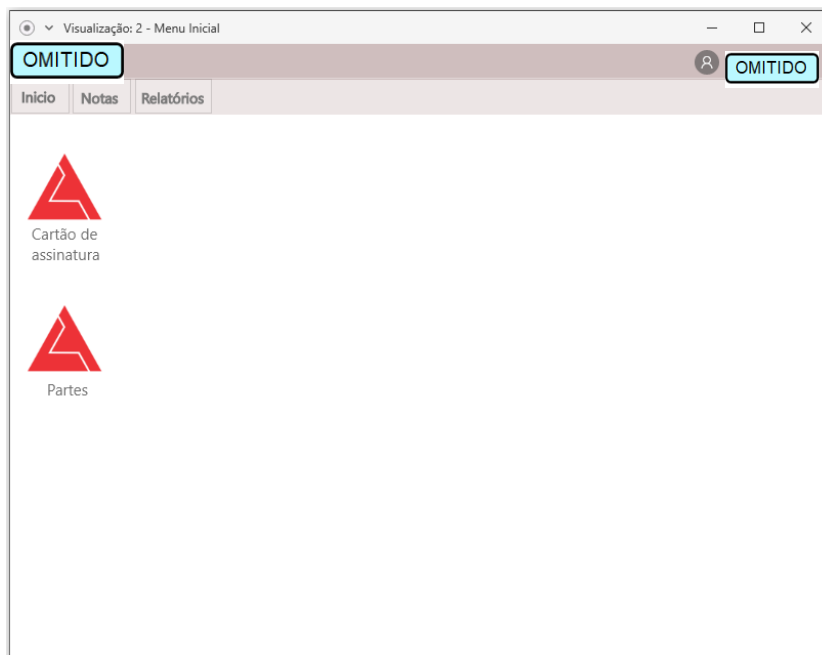 Visualização: 2 - Menu Inicial
OMITIDO
OMITIDO
Inicio Notas Relatórios
Cartão de
assinatura
Partes